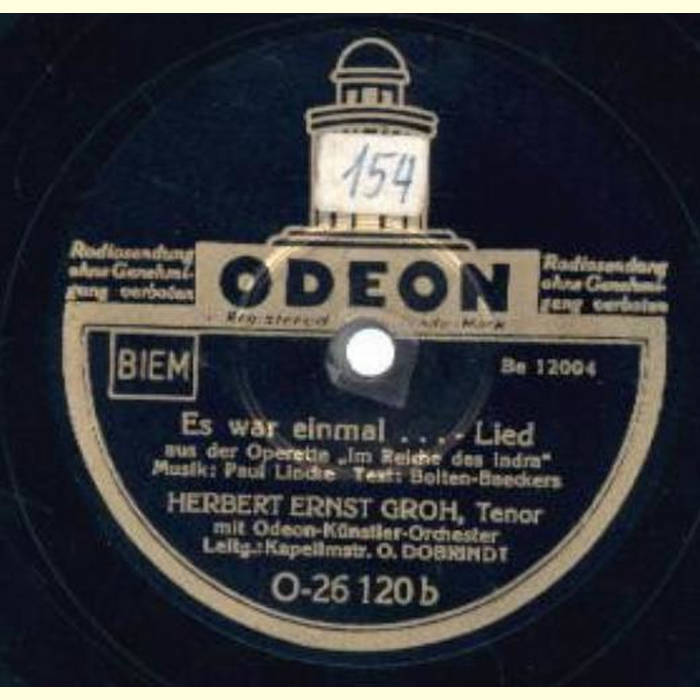 154
Radiosendung
ohne Genehmi-
gung verboten
ODEON
Radiosendung
ohne Genehmi-
gung verboten
Registered Mark
BIEM
Be 12004
Es war einmal . . . - Lied
aus der Operette „Im Reiche des Indra“
Musik: Paul Lincke Text: Bolten-Baeckers
HERBERT ERNST GROH, Tenor
mit Odeon-Künstler-Orchester
Leitg.: Kapellmstr. O. DOBRINDT
O-26 120 b